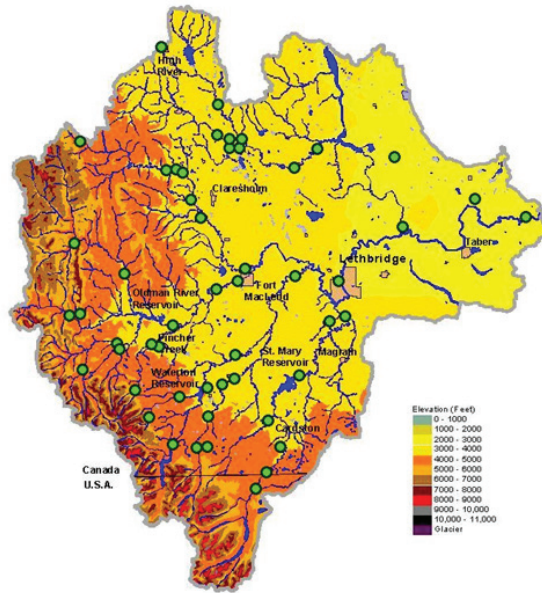 High
River
Claresholm
Taber
Lethbridge
Oldman River
Reservoir
Fort
MacLeod
Pincher
Creek
St. Mary
Reservoir
Magrath
Waterton
Reservoir
Cardston
Canada
U.S.A.
Elevation (Feet)
0 - 1000
1000 - 2000
2000 - 3000
3000 - 4000
4000 - 5000
5000 - 6000
6000 - 7000
7000 - 8000
8000 - 9000
9000 - 10,000
10,000 - 11,000
Glacier